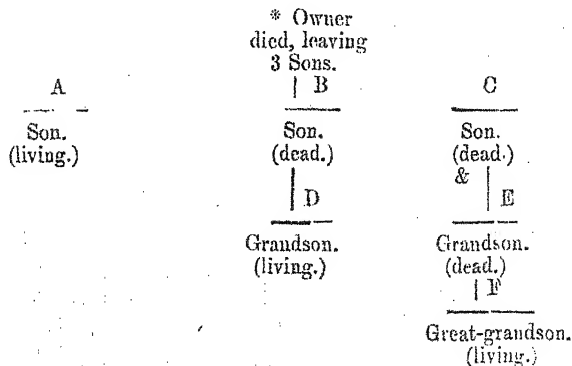 * Owner
died, leaving
3 Sons.
A
B
C
Son.
(living.)
Son.
(dead.)
Son.
(dead.)
&
D
E
Grandson.
(living.)
Grandson.
(dead.)
F
Great-grandson.
(living.)